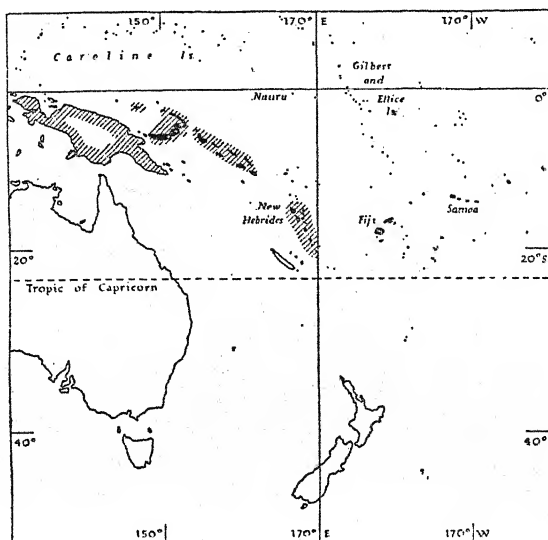 150° 170° E 170° W
Caroline Is.
Gilbert
and
Ellice
Is
Nauru
0°
New
Hebrides
Fiji
Samoa
20°
20°S
Tropic of Capricorn
40°
40°
150° 170° E 170° W